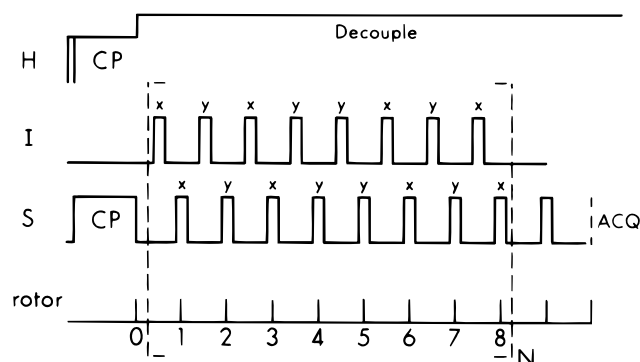 Decouple
H CP
x y x y y x y x
I
x y x y y x y x
S CP ACQ
rotor
0 1 2 3 4 5 6 7 8 N